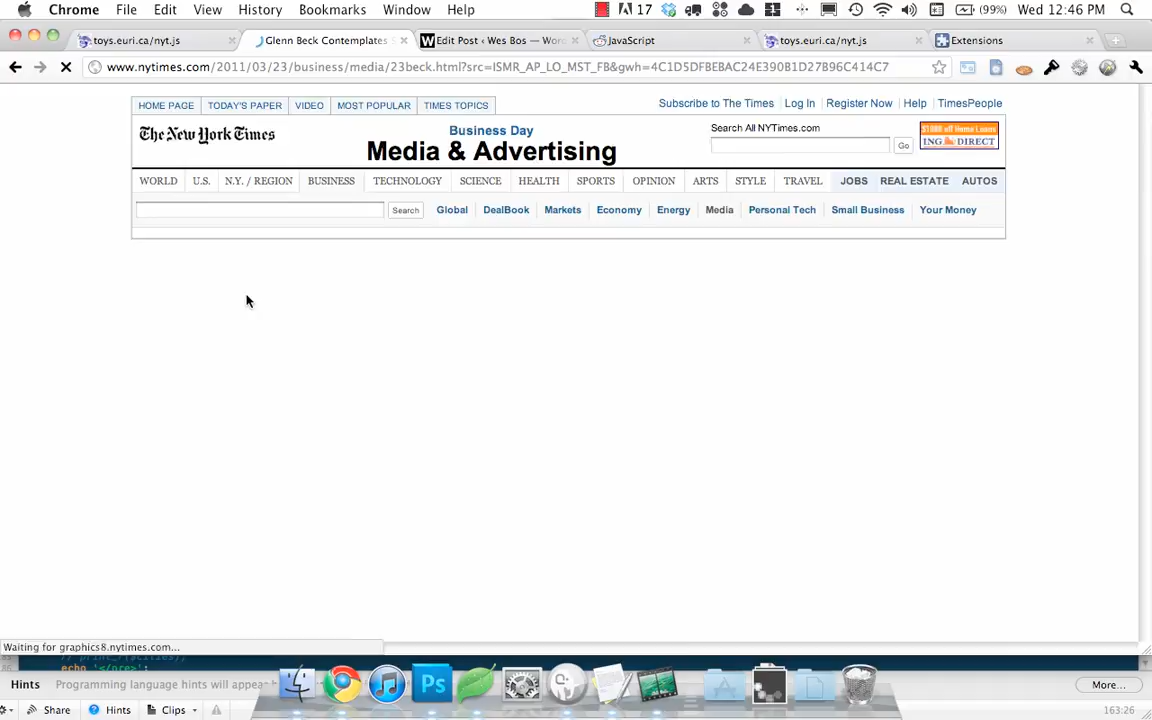 Chrome File Edit View History Bookmarks Window Help 17 1 (99%) Wed 12:46 PM
toys.euri.ca/nyt.js Glenn Beck Contemplates Edit Post ‹ Wes Bos — Wor JavaScript toys.euri.ca/nyt.js Extensions
www.nytimes.com/2011/03/23/business/media/23beck.html?src=ISMR_AP_LO_MST_FB&gwh=4C1D5DFBEBAC24E390B1D27B96C414C7
HOME PAGE TODAY'S PAPER VIDEO MOST POPULAR TIMES TOPICS Subscribe to The Times Log In Register Now Help TimesPeople
The New York Times Business Day Search All NYTimes.com
Media & Advertising Go ING DIRECT
WORLD U.S. N.Y. / REGION BUSINESS TECHNOLOGY SCIENCE HEALTH SPORTS OPINION ARTS STYLE TRAVEL JOBS REAL ESTATE AUTOS
Search Global DealBook Markets Economy Energy Media Personal Tech Small Business Your Money
Waiting for graphics8.nytimes.com...
echo '</pre>';
Hints Programming language hints will appea More...
Share Hints Clips 163:26
Ps